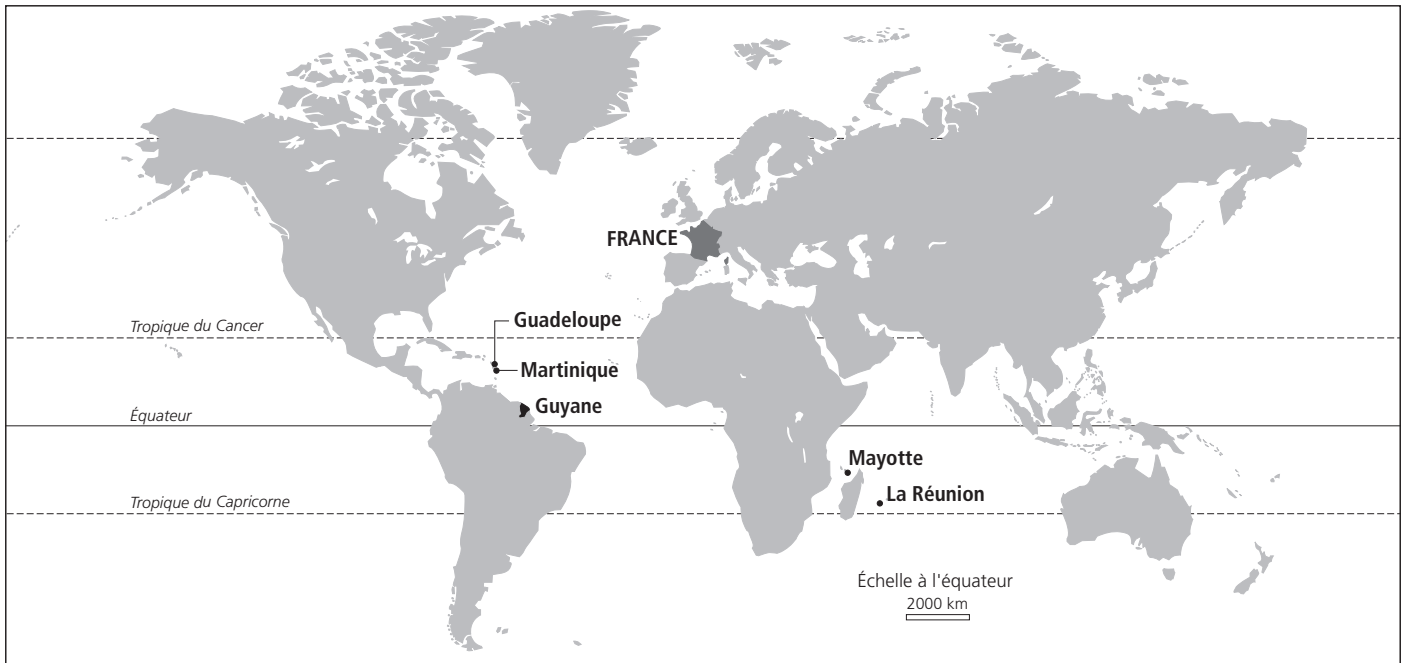 FRANCE
Tropique du Cancer
Guadeloupe
Martinique
Guyane
Équateur
Mayotte
La Réunion
Tropique du Capricorne
Échelle à l'équateur
2000 km